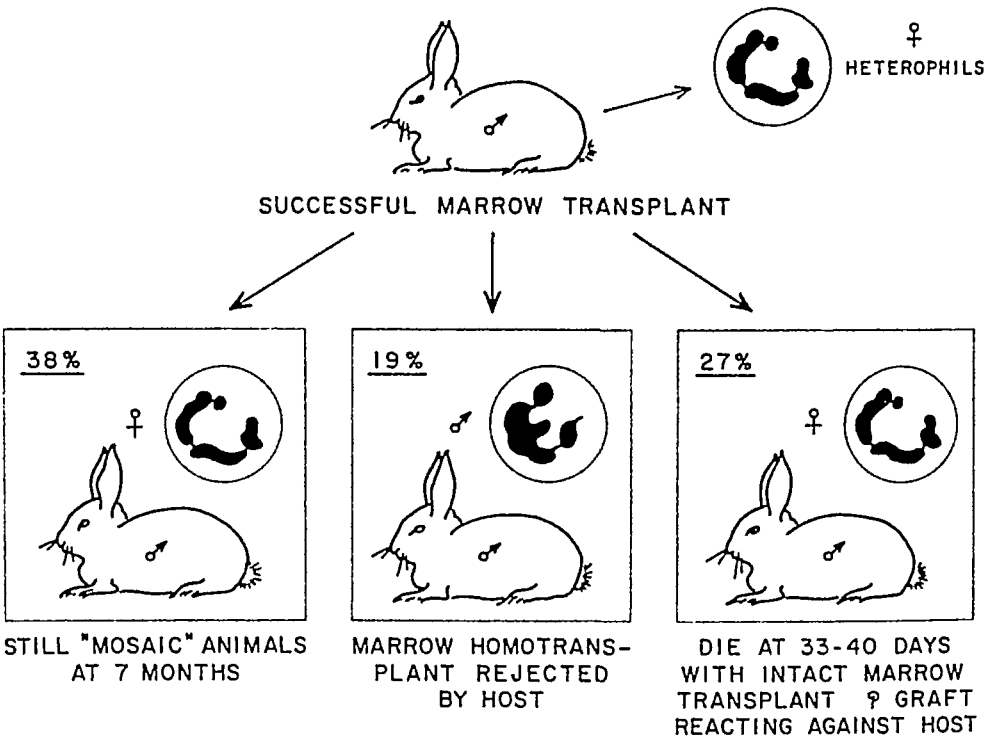 ♀
HETEROPHILS
♂
SUCCESSFUL MARROW TRANSPLANT
38%
♀
♂
STILL "MOSAIC" ANIMALS
AT 7 MONTHS
19%
♂
♂
MARROW HOMOTRANS-
PLANT REJECTED
BY HOST
27%
♀
♂
DIE AT 33-40 DAYS
WITH INTACT MARROW
TRANSPLANT ? GRAFT
REACTING AGAINST HOST